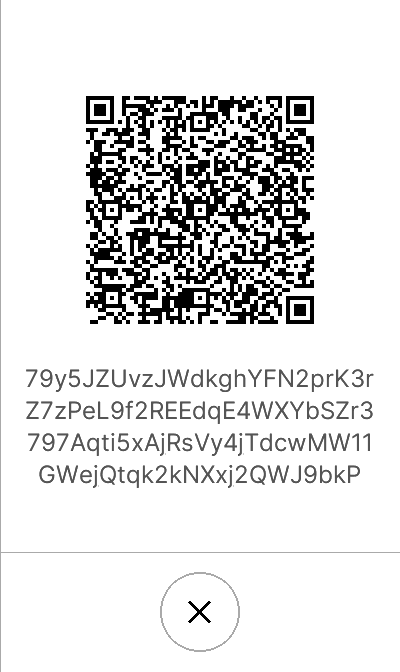 79y5JZUvzJWdkghYFN2prK3r
Z7zPeL9f2REEdqE4WXYbSZr3
797Aqti5xAjRsVy4jTdcwMW11
GWejQtqk2kNXxj2QWJ9bkP